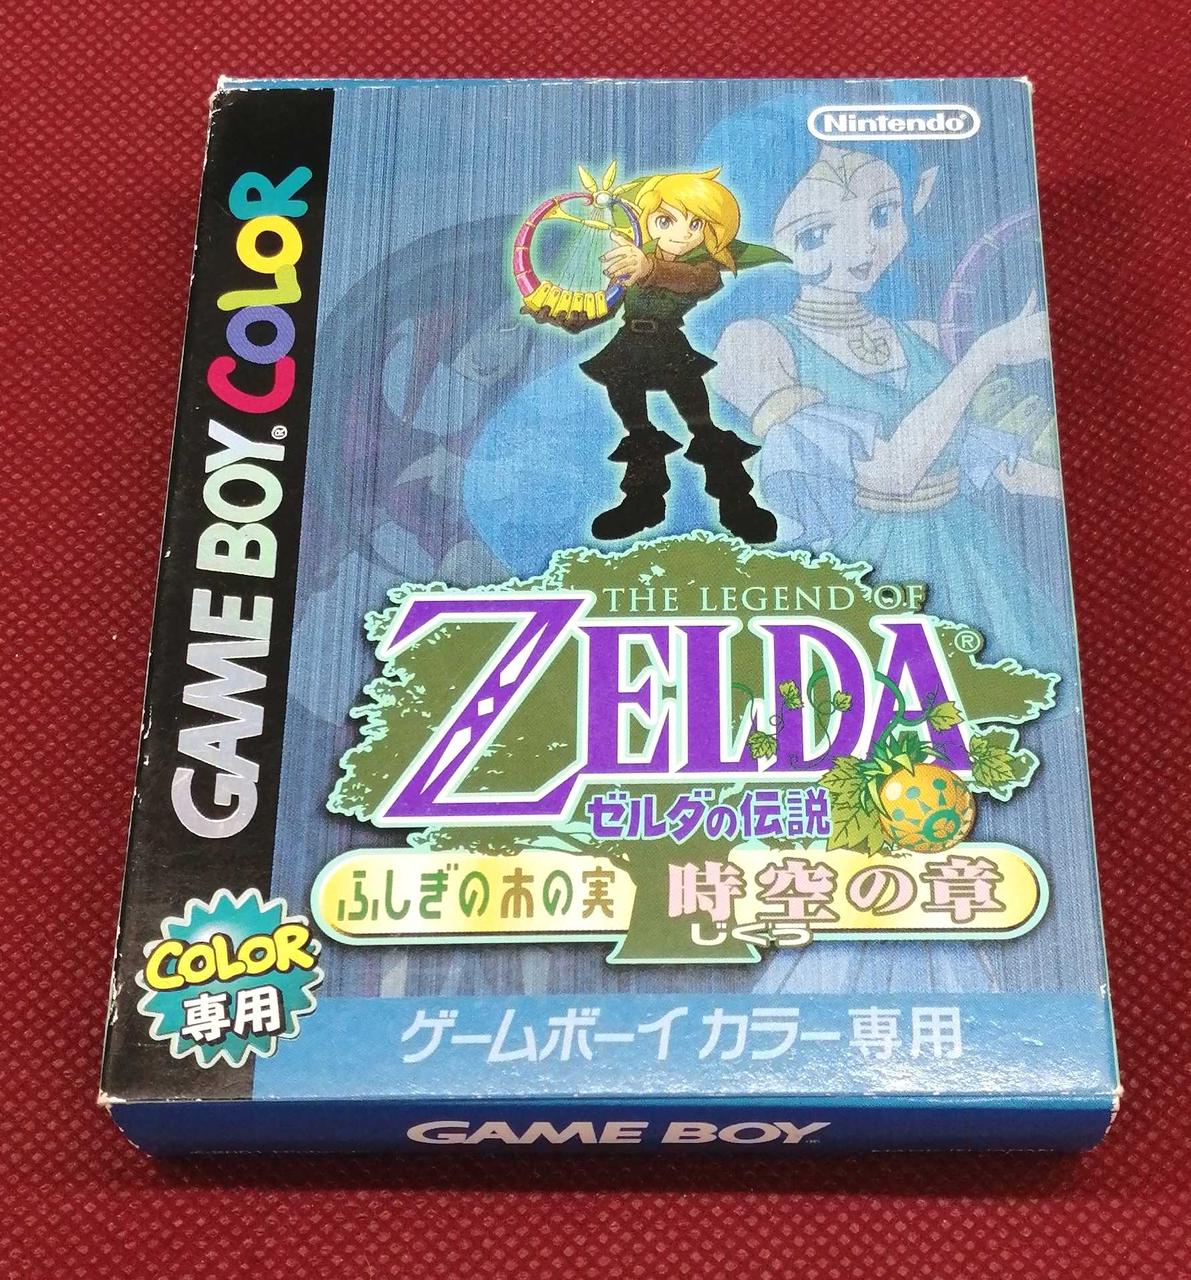 Nintendo®
GAME BOY® COLOR
THE LEGEND OF
ZELDA®
ゼルダの伝説
ふしぎの木の実
時空の章
じくう
COLOR
専用
ゲームボーイカラー専用
GAME BOY